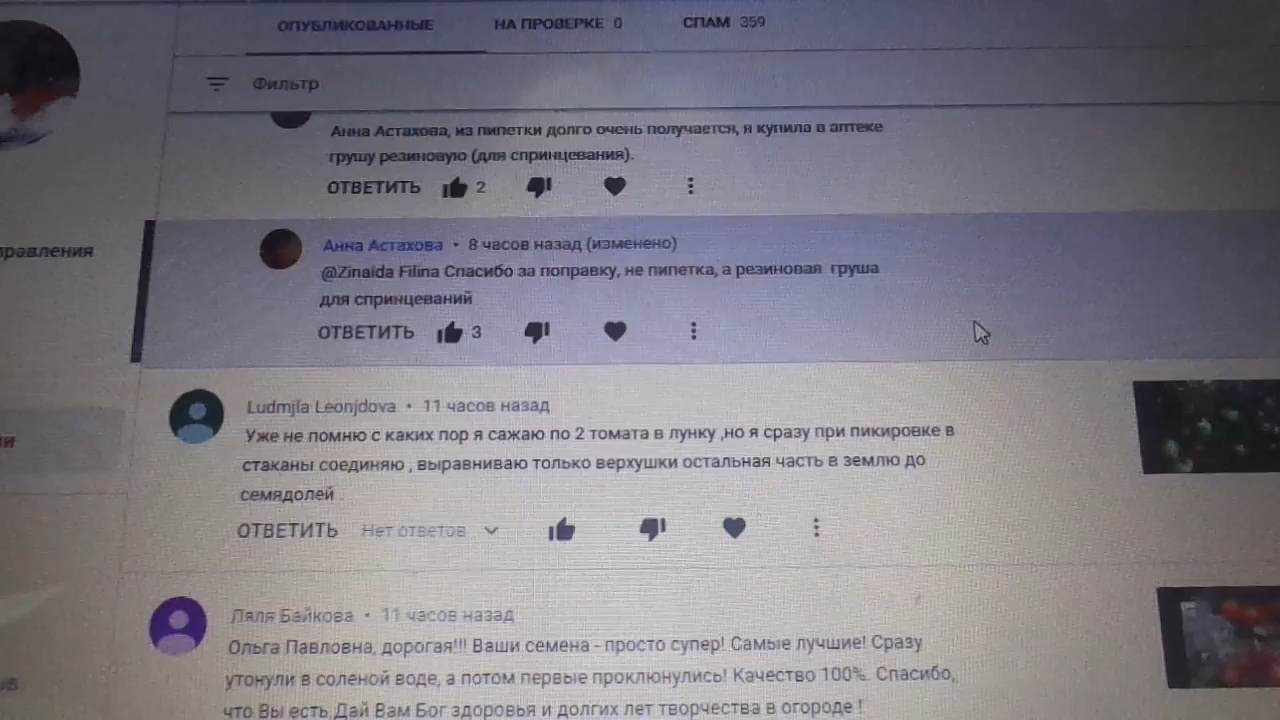 ОПУБЛИКОВАННЫЕ НА ПРОВЕРКЕ 0 СПАМ 359
Фильтр
Анна Астахова, из пипетки долго очень получается, я купила в аптеке
грушу резиновую (для спринцевания).
ОТВЕТИТЬ 2
Анна Астахова • 8 часов назад (изменено)
@Zinaida Filina Спасибо за поправку, не пипетка, а резиновая груша
для спринцеваний
ОТВЕТИТЬ 3
Ludmjla Leonjdova • 11 часов назад
Уже не помню с каких пор я сажаю по 2 томата в лунку ,но я сразу при пикировке в
стаканы соединяю , выравниваю только верхушки остальная часть в землю до
семядолей .
ОТВЕТИТЬ Нет ответов
Ляля Байкова • 11 часов назад
Ольга Павловна, дорогая!!! Ваши семена - просто супер! Самые лучшие! Сразу
утонули в соленой воде, а потом первые проклюнулись! Качество 100%. Спасибо,
что Вы есть Дай Вам Бог здоровья и долгих лет творчества в огороде !